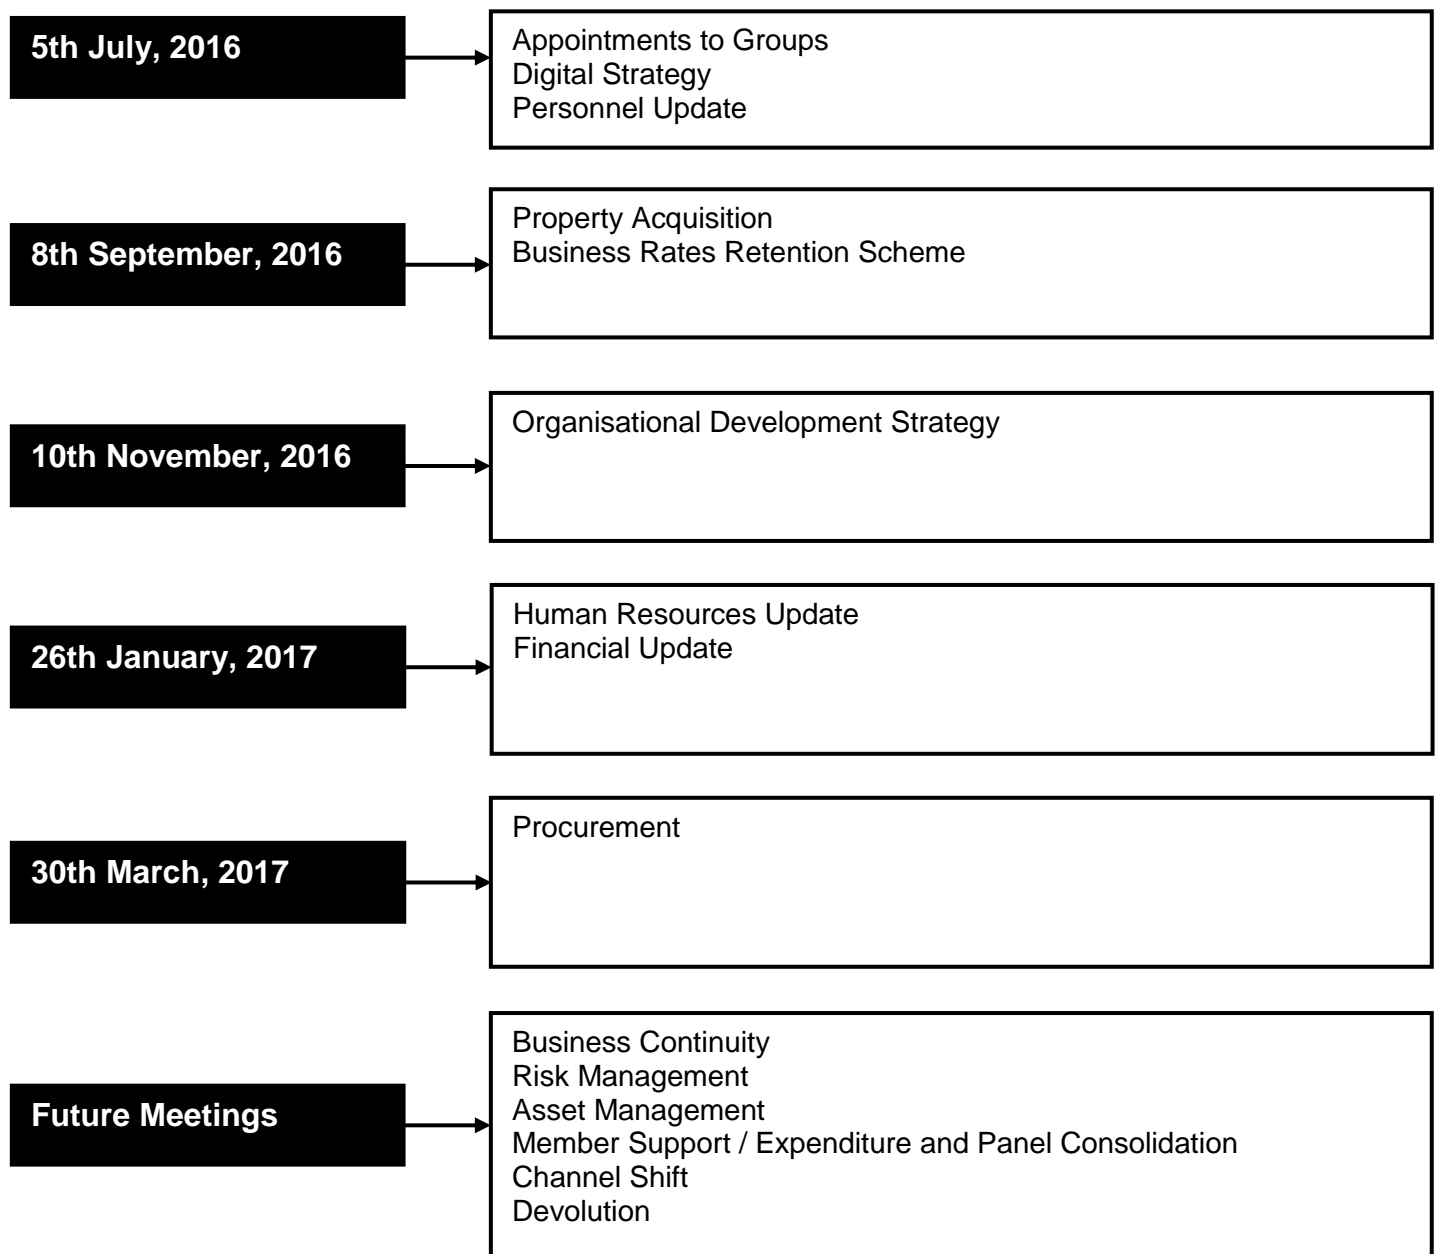 5th July, 2016
Appointments to Groups
Digital Strategy
Personnel Update
8th September, 2016
Property Acquisition
Business Rates Retention Scheme
10th November, 2016
Organisational Development Strategy
26th January, 2017
Human Resources Update
Financial Update
30th March, 2017
Procurement
Future Meetings
Business Continuity
Risk Management
Asset Management
Member Support / Expenditure and Panel Consolidation
Channel Shift
Devolution